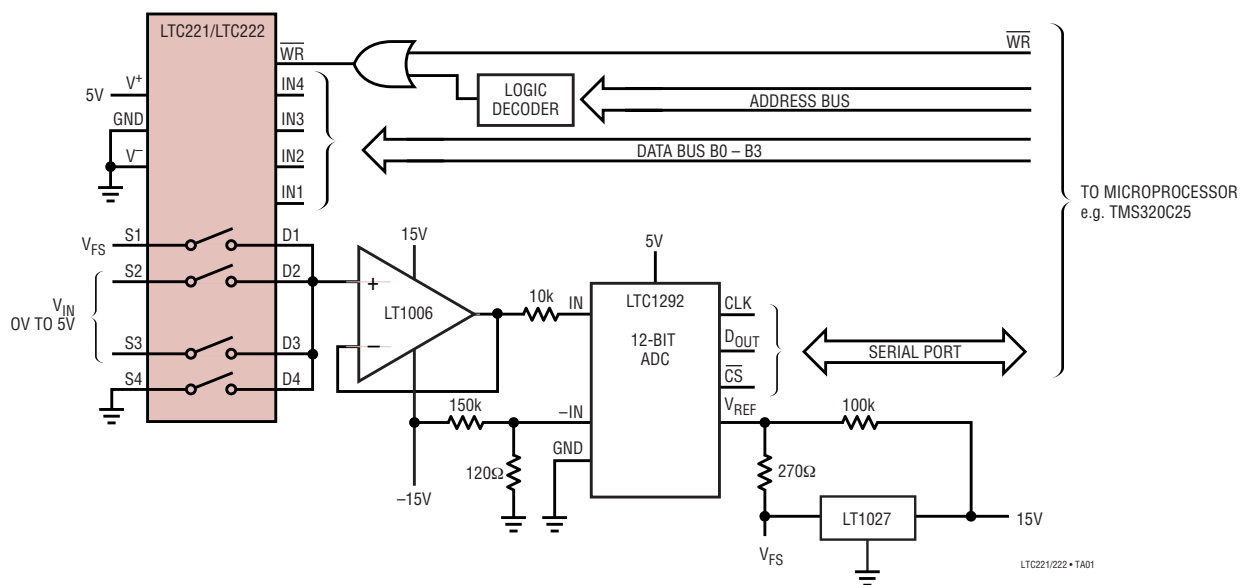 LTC221/LTC222
WR
WR
V+
5V
IN4
LOGIC
DECODER
ADDRESS BUS
GND
IN3
V–
IN2
DATA BUS B0 – B3
IN1
TO MICROPROCESSOR
e.g. TMS320C25
VFS
S1
D1
15V
5V
S2
D2
+
VIN
0V TO 5V
LT1006
10k
IN
LTC1292
CLK
12-BIT
ADC
DOUT
SERIAL PORT
S3
D3
–
CS
S4
D4
150k
–IN
VREF
100k
GND
120Ω
270Ω
–15V
LT1027
15V
VFS
LTC221/222 • TA01